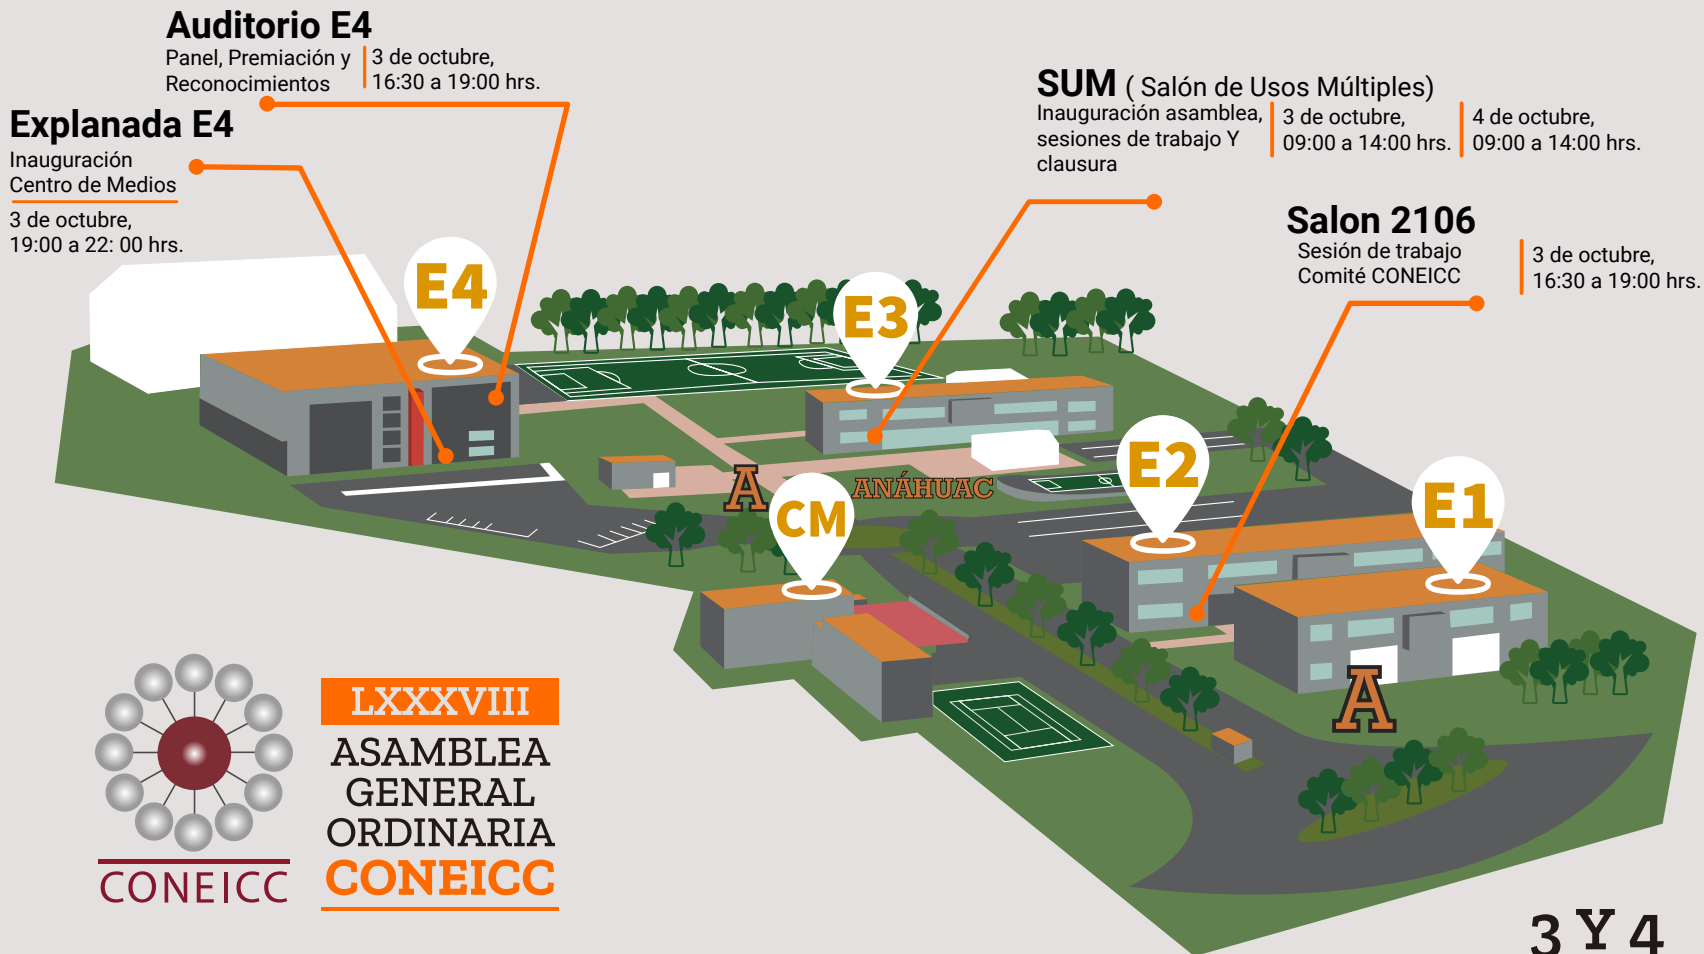 Auditorio E4
Panel, Premiación y
Reconocimientos
3 de octubre,
16:30 a 19:00 hrs.
Explanada E4
Inauguración
Centro de Medios
3 de octubre,
19:00 a 22: 00 hrs.
SUM ( Salón de Usos Múltiples)
Inauguración asamblea,
sesiones de trabajo Y
clausura
3 de octubre,
09:00 a 14:00 hrs.
4 de octubre,
09:00 a 14:00 hrs.
Salon 2106
Sesión de trabajo
Comité CONEICC
3 de octubre,
16:30 a 19:00 hrs.
E4
E3
E2
E1
A
ANÁHUAC
CM
A
CONEICC
LXXXVIII
ASAMBLEA
GENERAL
ORDINARIA
CONEICC
3 Y 4